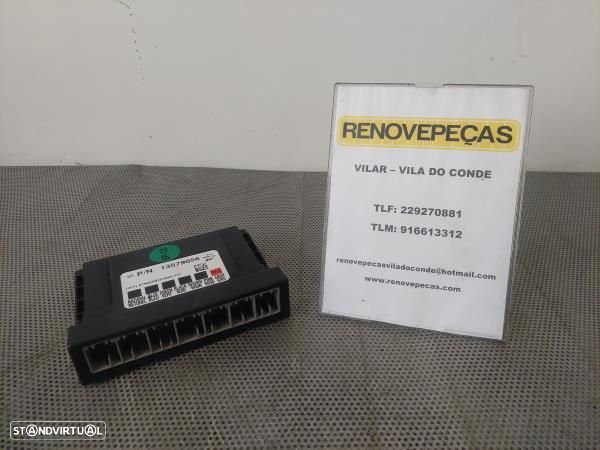 RENOVEPEÇAS
VILAR – VILA DO CONDE
TLF: 229270881
TLM: 916613312
renovepecasviladoconde@hotmail.com
www.renovepecas.com
P/N 13579056
STANDVIRTUAL